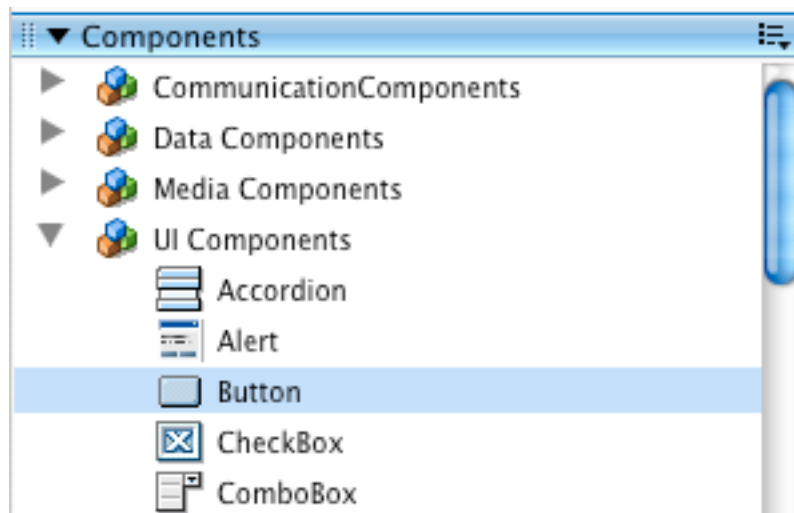 Components
CommunicationComponents
Data Components
Media Components
UI Components
Accordion
Alert
Button
CheckBox
ComboBox